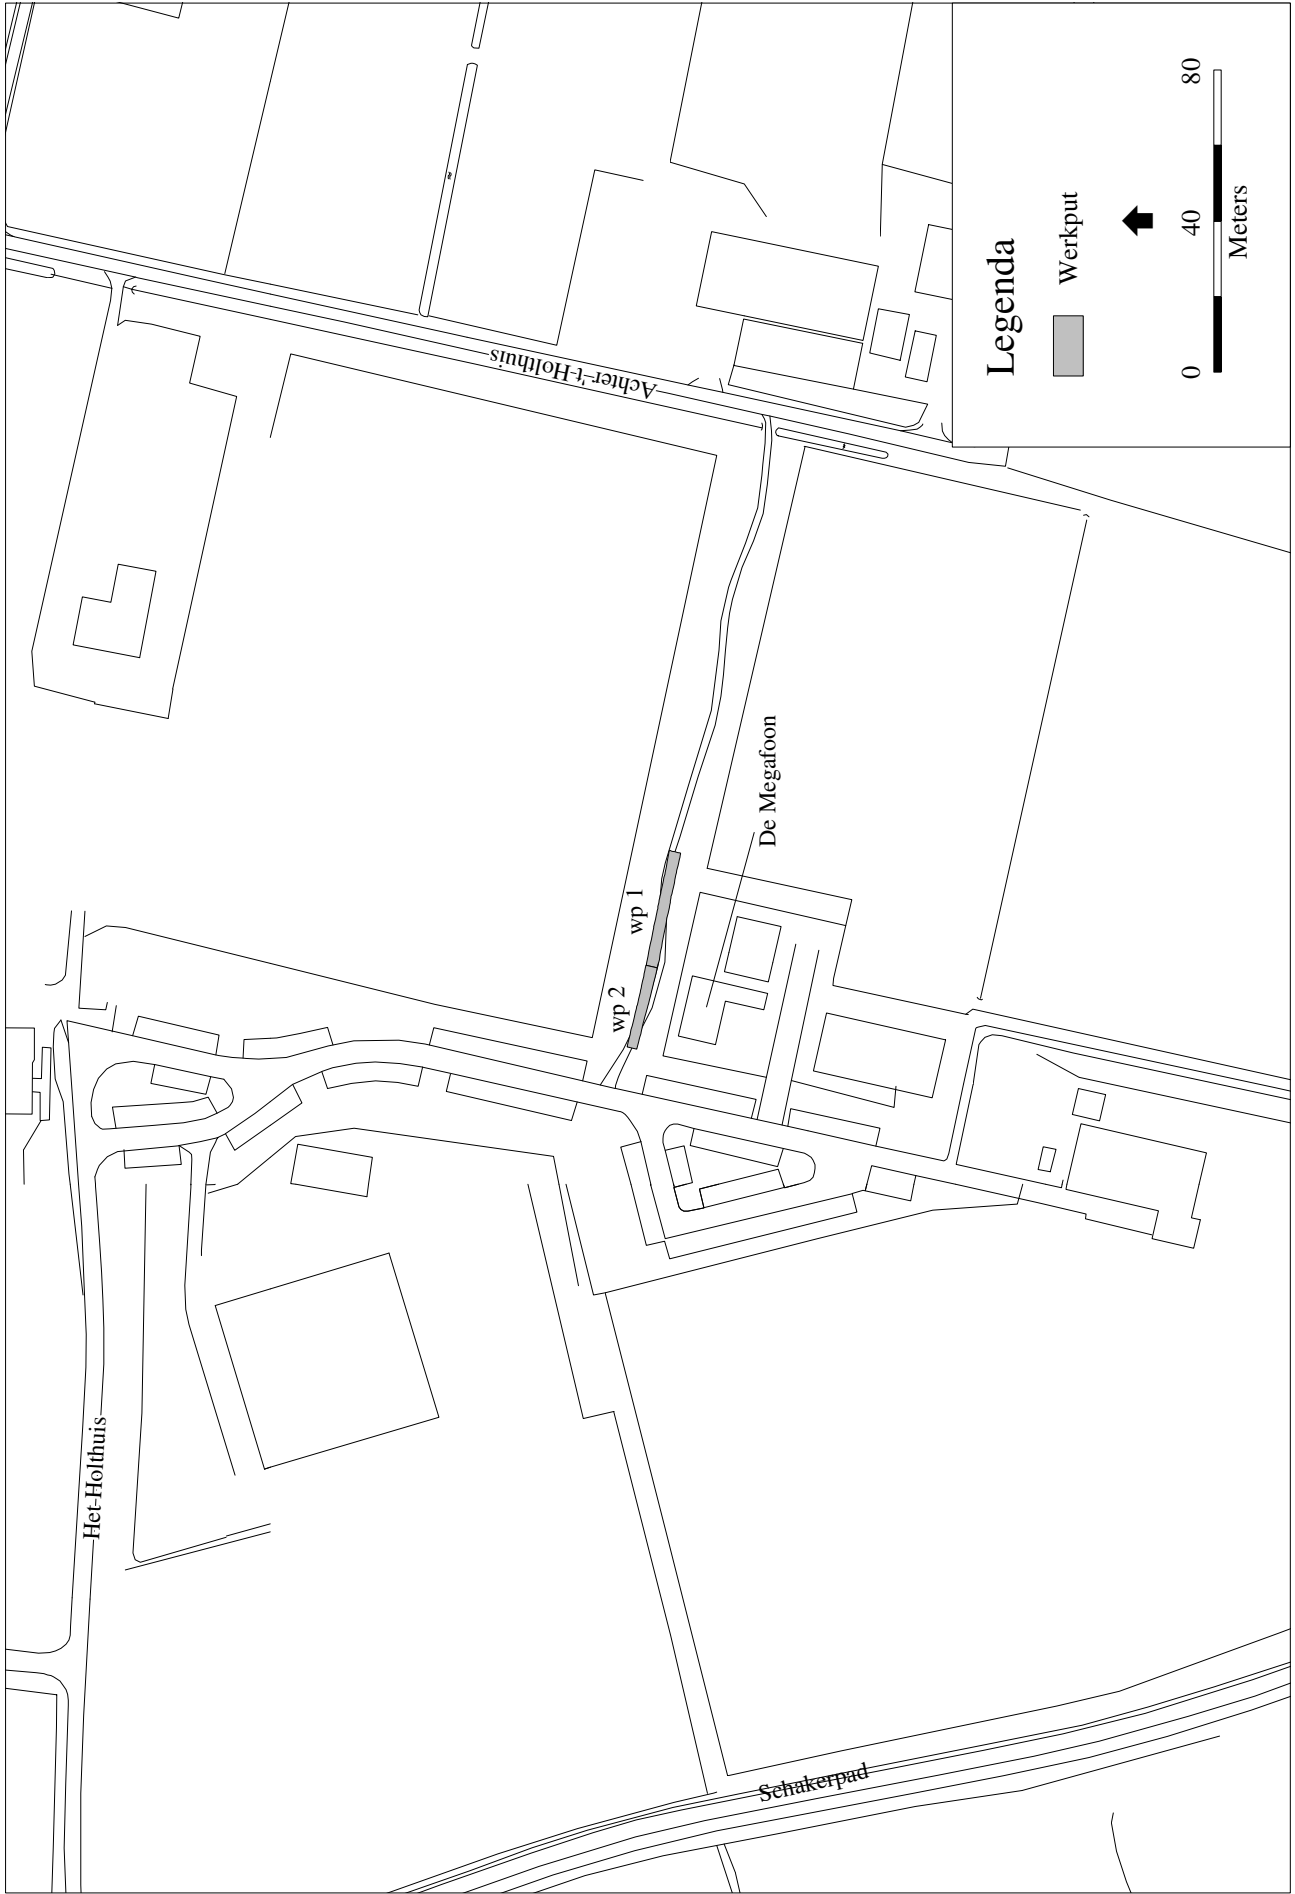 Het-Holthuis
Achter-'t-Holthuis
wp 2
wp 1
De Megafoon
Schakerpad
Legenda
Werkput
0 40 80
Meters